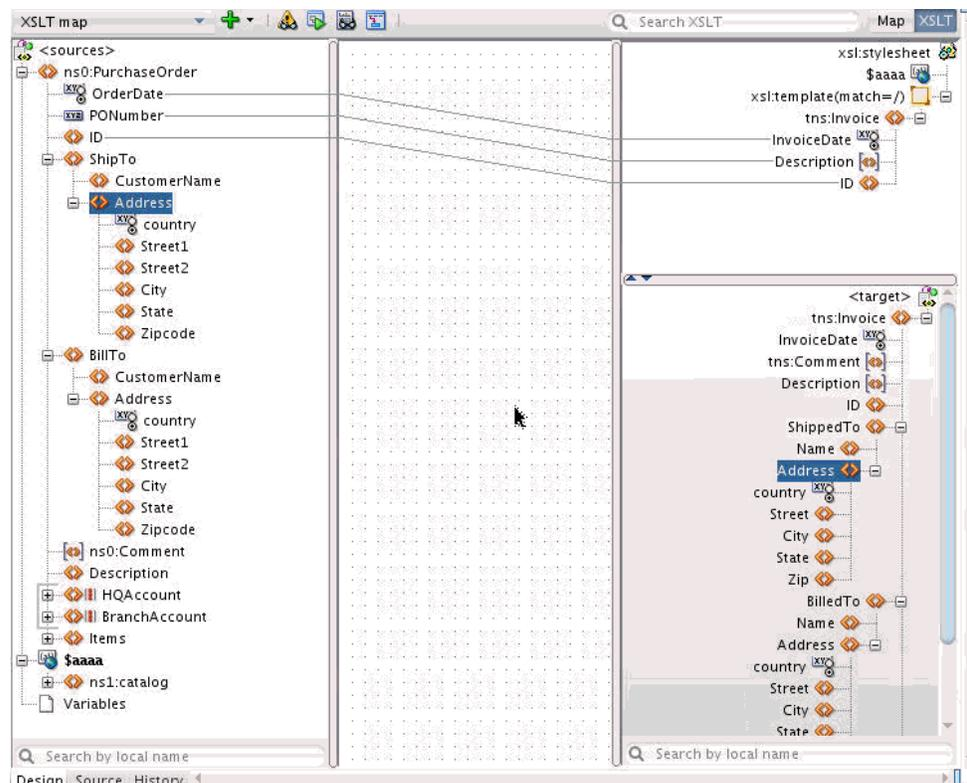 XSLT map
Search XSLT
Map
XSLT
<sources>
ns0:PurchaseOrder
OrderDate
PONumber
ID
ShipTo
CustomerName
Address
country
Street1
Street2
City
State
Zipcode
BillTo
CustomerName
Address
country
Street1
Street2
City
State
Zipcode
ns0:Comment
Description
HQAccount
BranchAccount
Items
$aaaa
ns1:catalog
Variables
Search by local name
xsl:stylesheet
$aaaa
xsl:template(match=/)
tns:Invoice
InvoiceDate
Description
ID
<target>
tns:Invoice
InvoiceDate
tns:Comment
Description
ID
ShippedTo
Name
Address
country
Street
City
State
Zip
BilledTo
Name
Address
country
Street
City
State
Search by local name
Design Source History